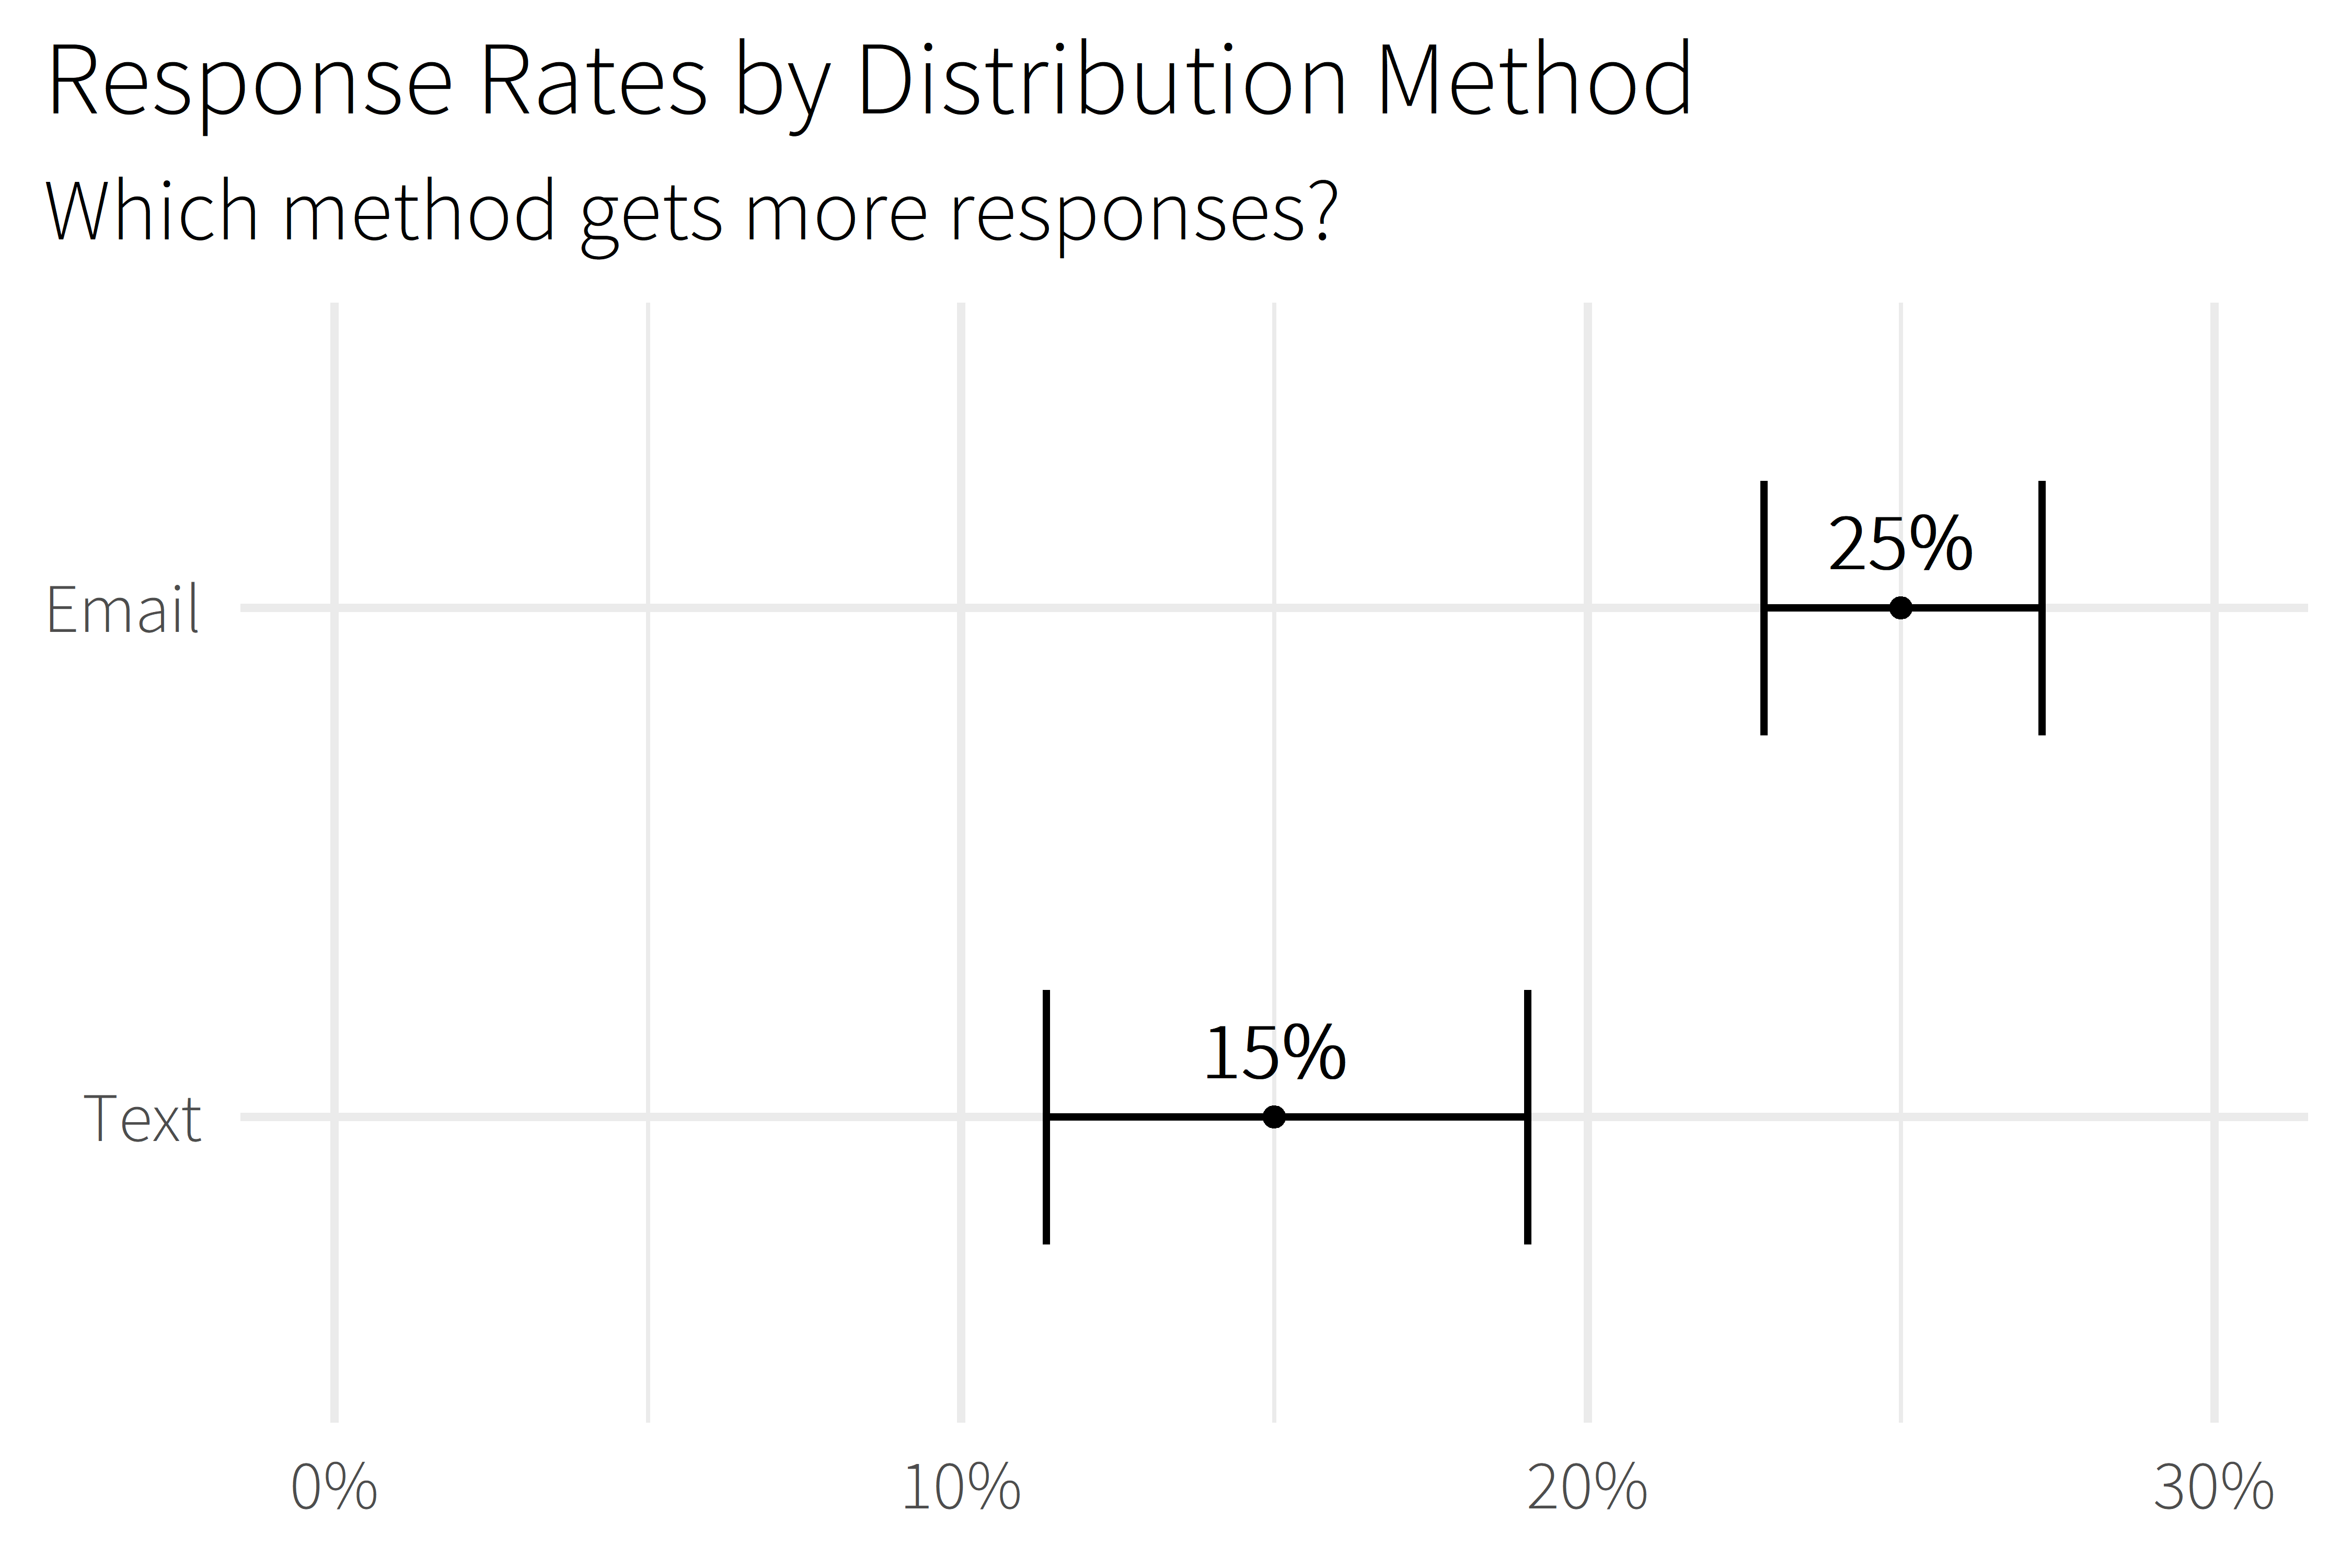 Response Rates by Distribution Method
Which method gets more responses?
25%
Email
15%
Text
0% 10% 20% 30%